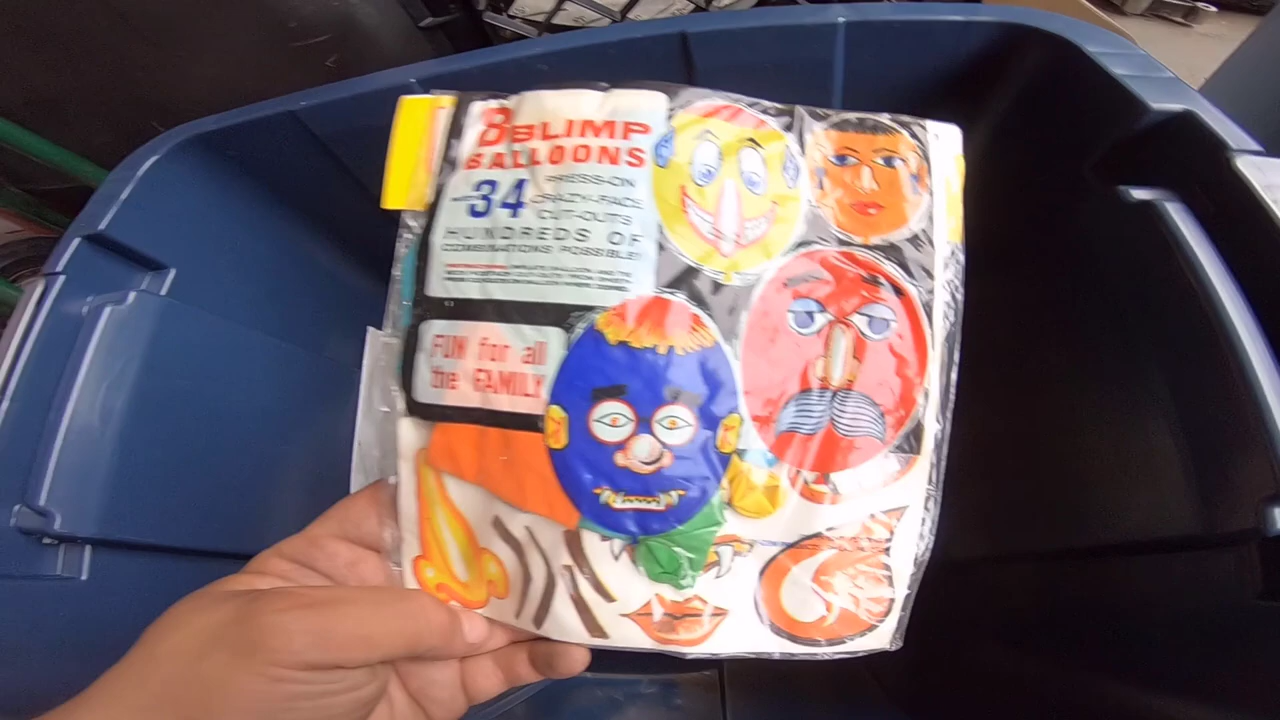 8 BLIMP
BALLOONS
34 PRESS-ON
CRAZY-FACE
CUT-OUTS
HUNDREDS OF
COMBINATIONS POSSIBLE!
FUN for all
the FAMILY